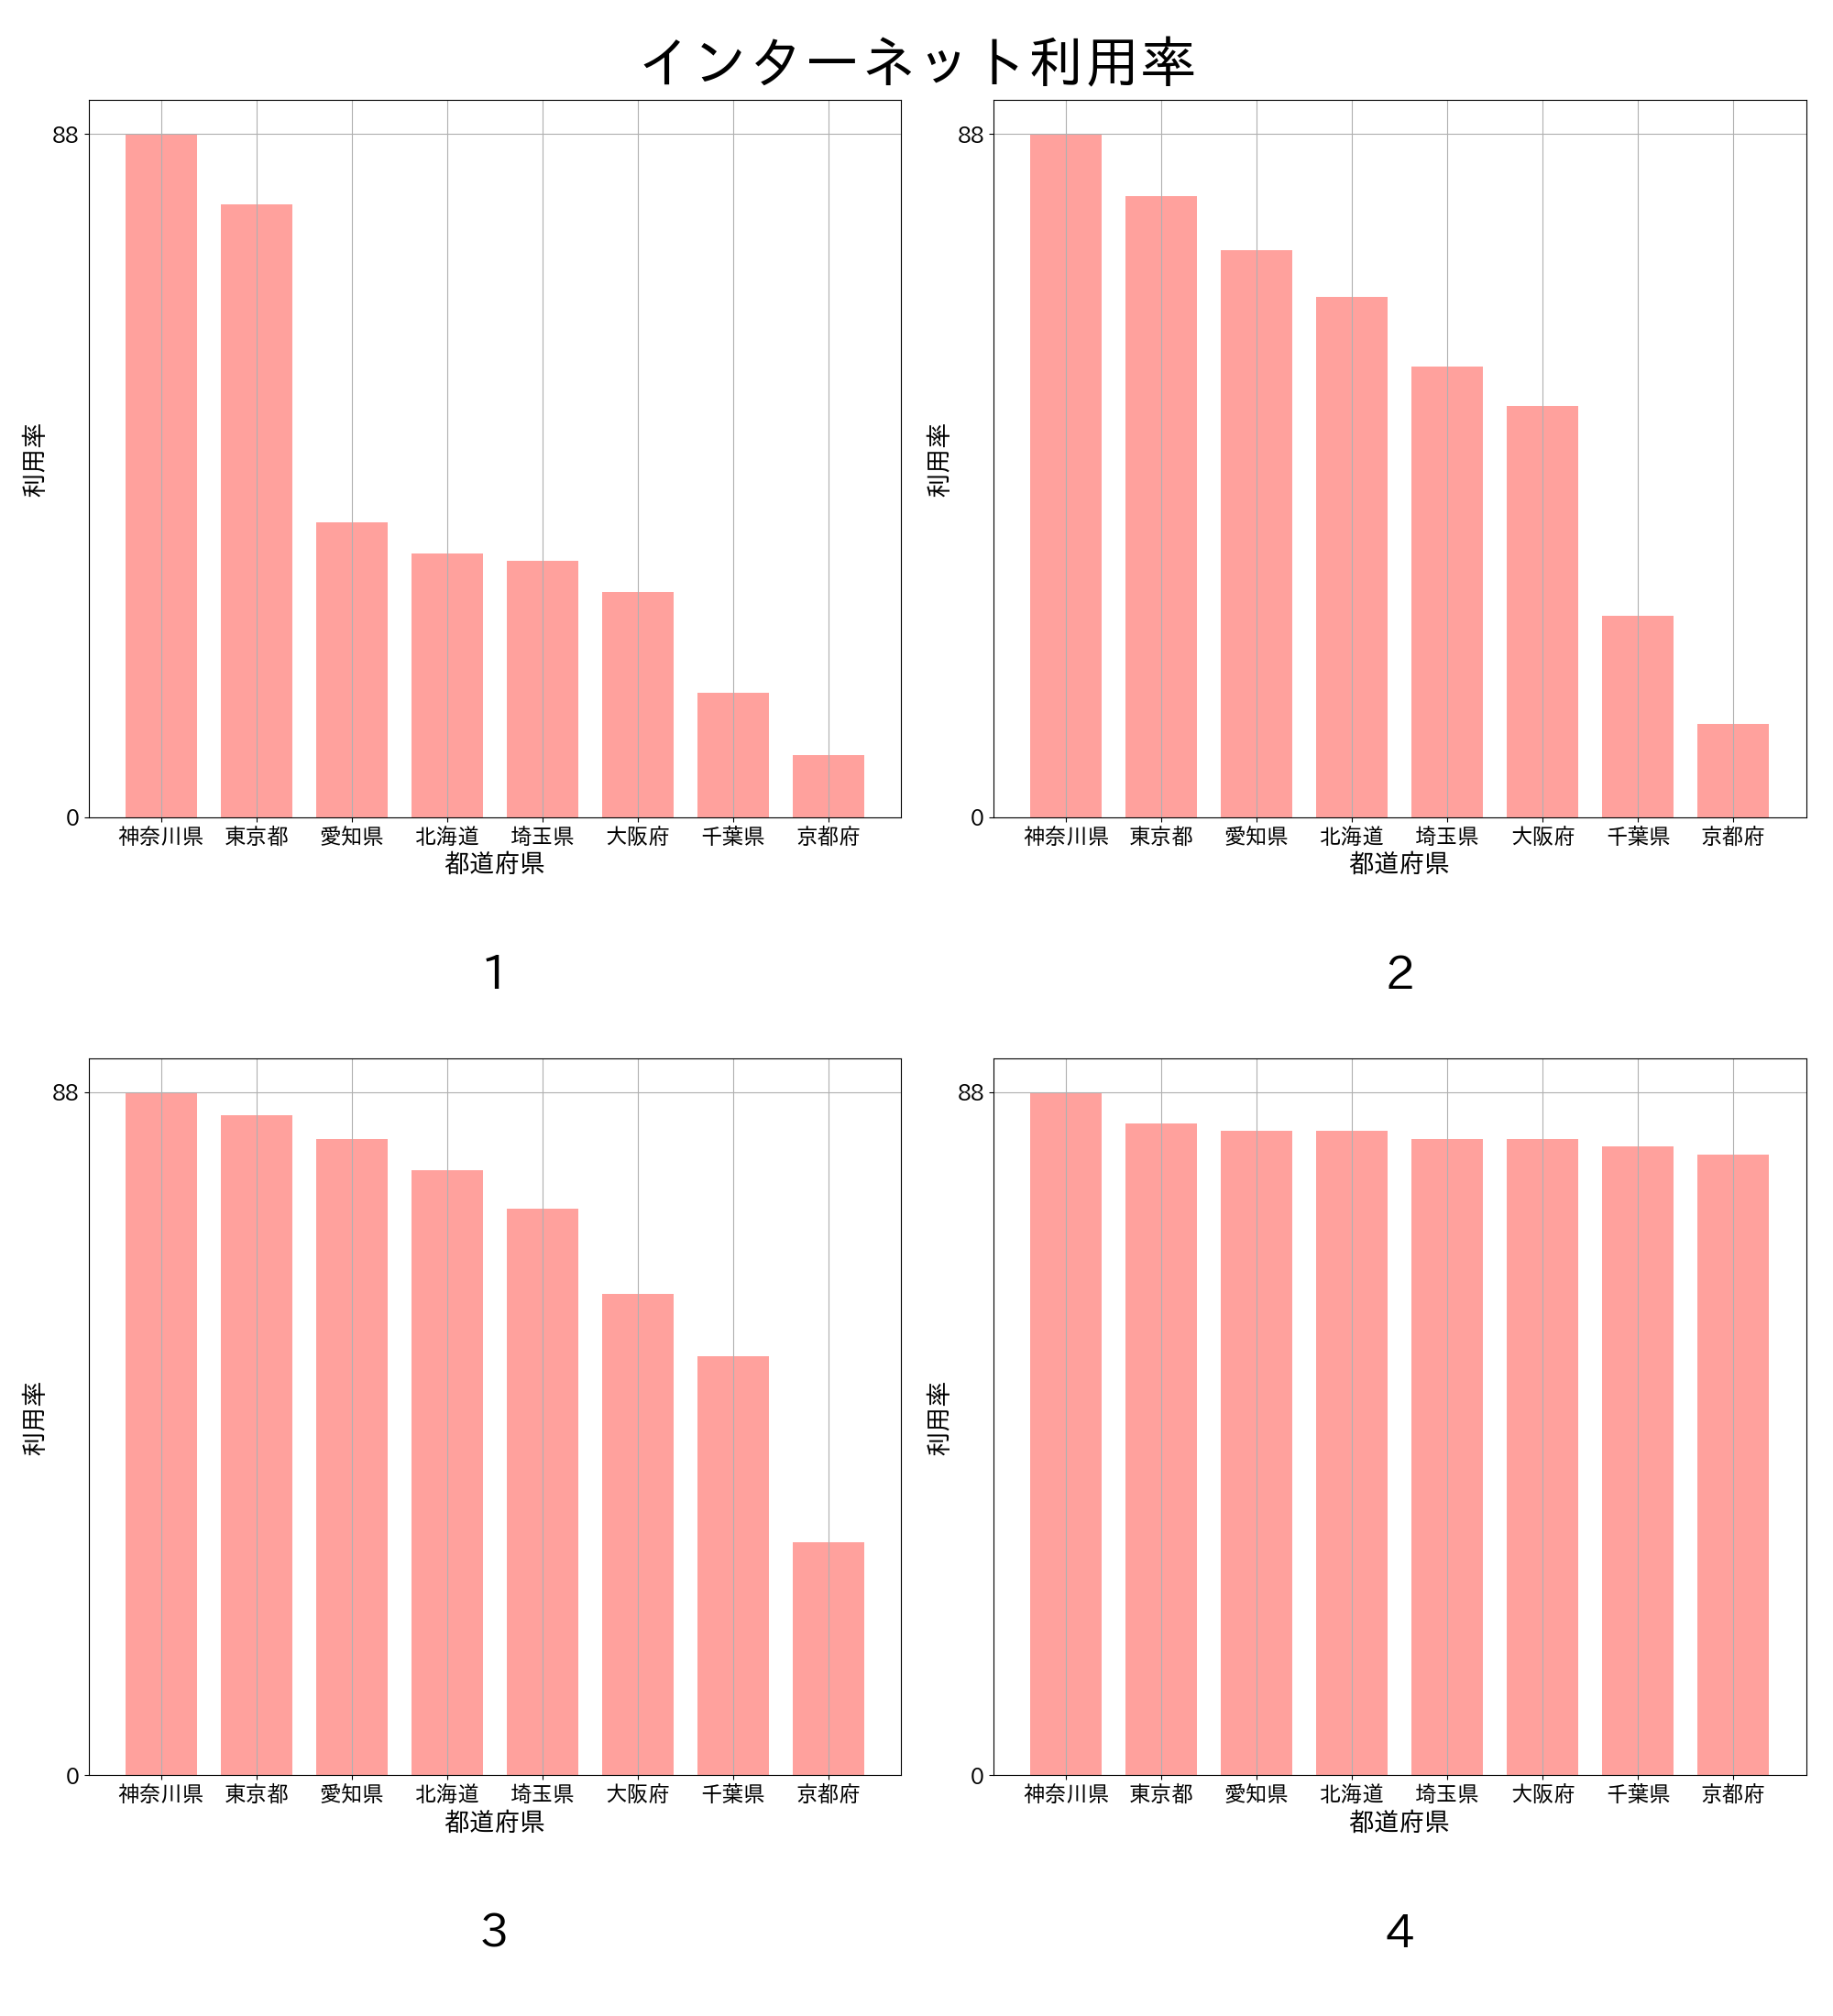 インターネット利用率
88
利用率
0
神奈川県 東京都 愛知県 北海道 埼玉県 大阪府 千葉県 京都府
都道府県
1
88
利用率
0
神奈川県 東京都 愛知県 北海道 埼玉県 大阪府 千葉県 京都府
都道府県
2
88
利用率
0
神奈川県 東京都 愛知県 北海道 埼玉県 大阪府 千葉県 京都府
都道府県
3
88
利用率
0
神奈川県 東京都 愛知県 北海道 埼玉県 大阪府 千葉県 京都府
都道府県
4